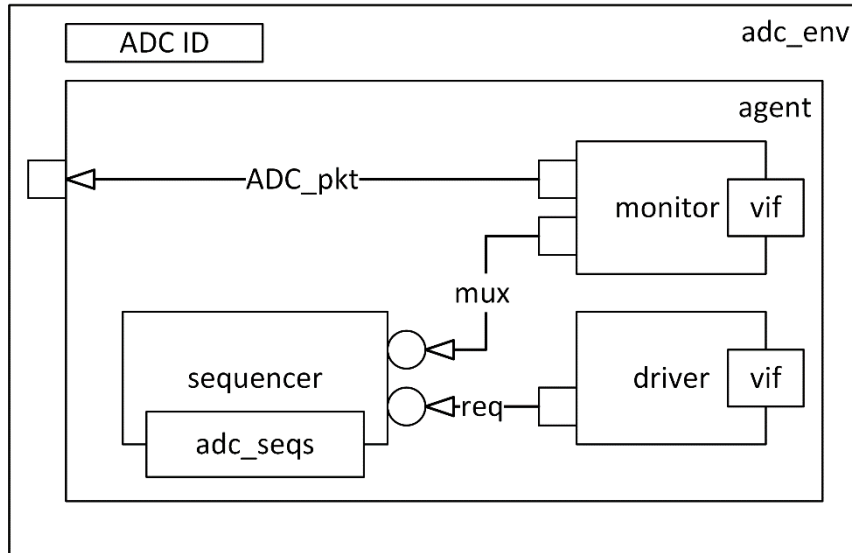 ADC ID
adc_env
agent
ADC_pkt
monitor
vif
mux
sequencer
driver
vif
req
adc_seqs